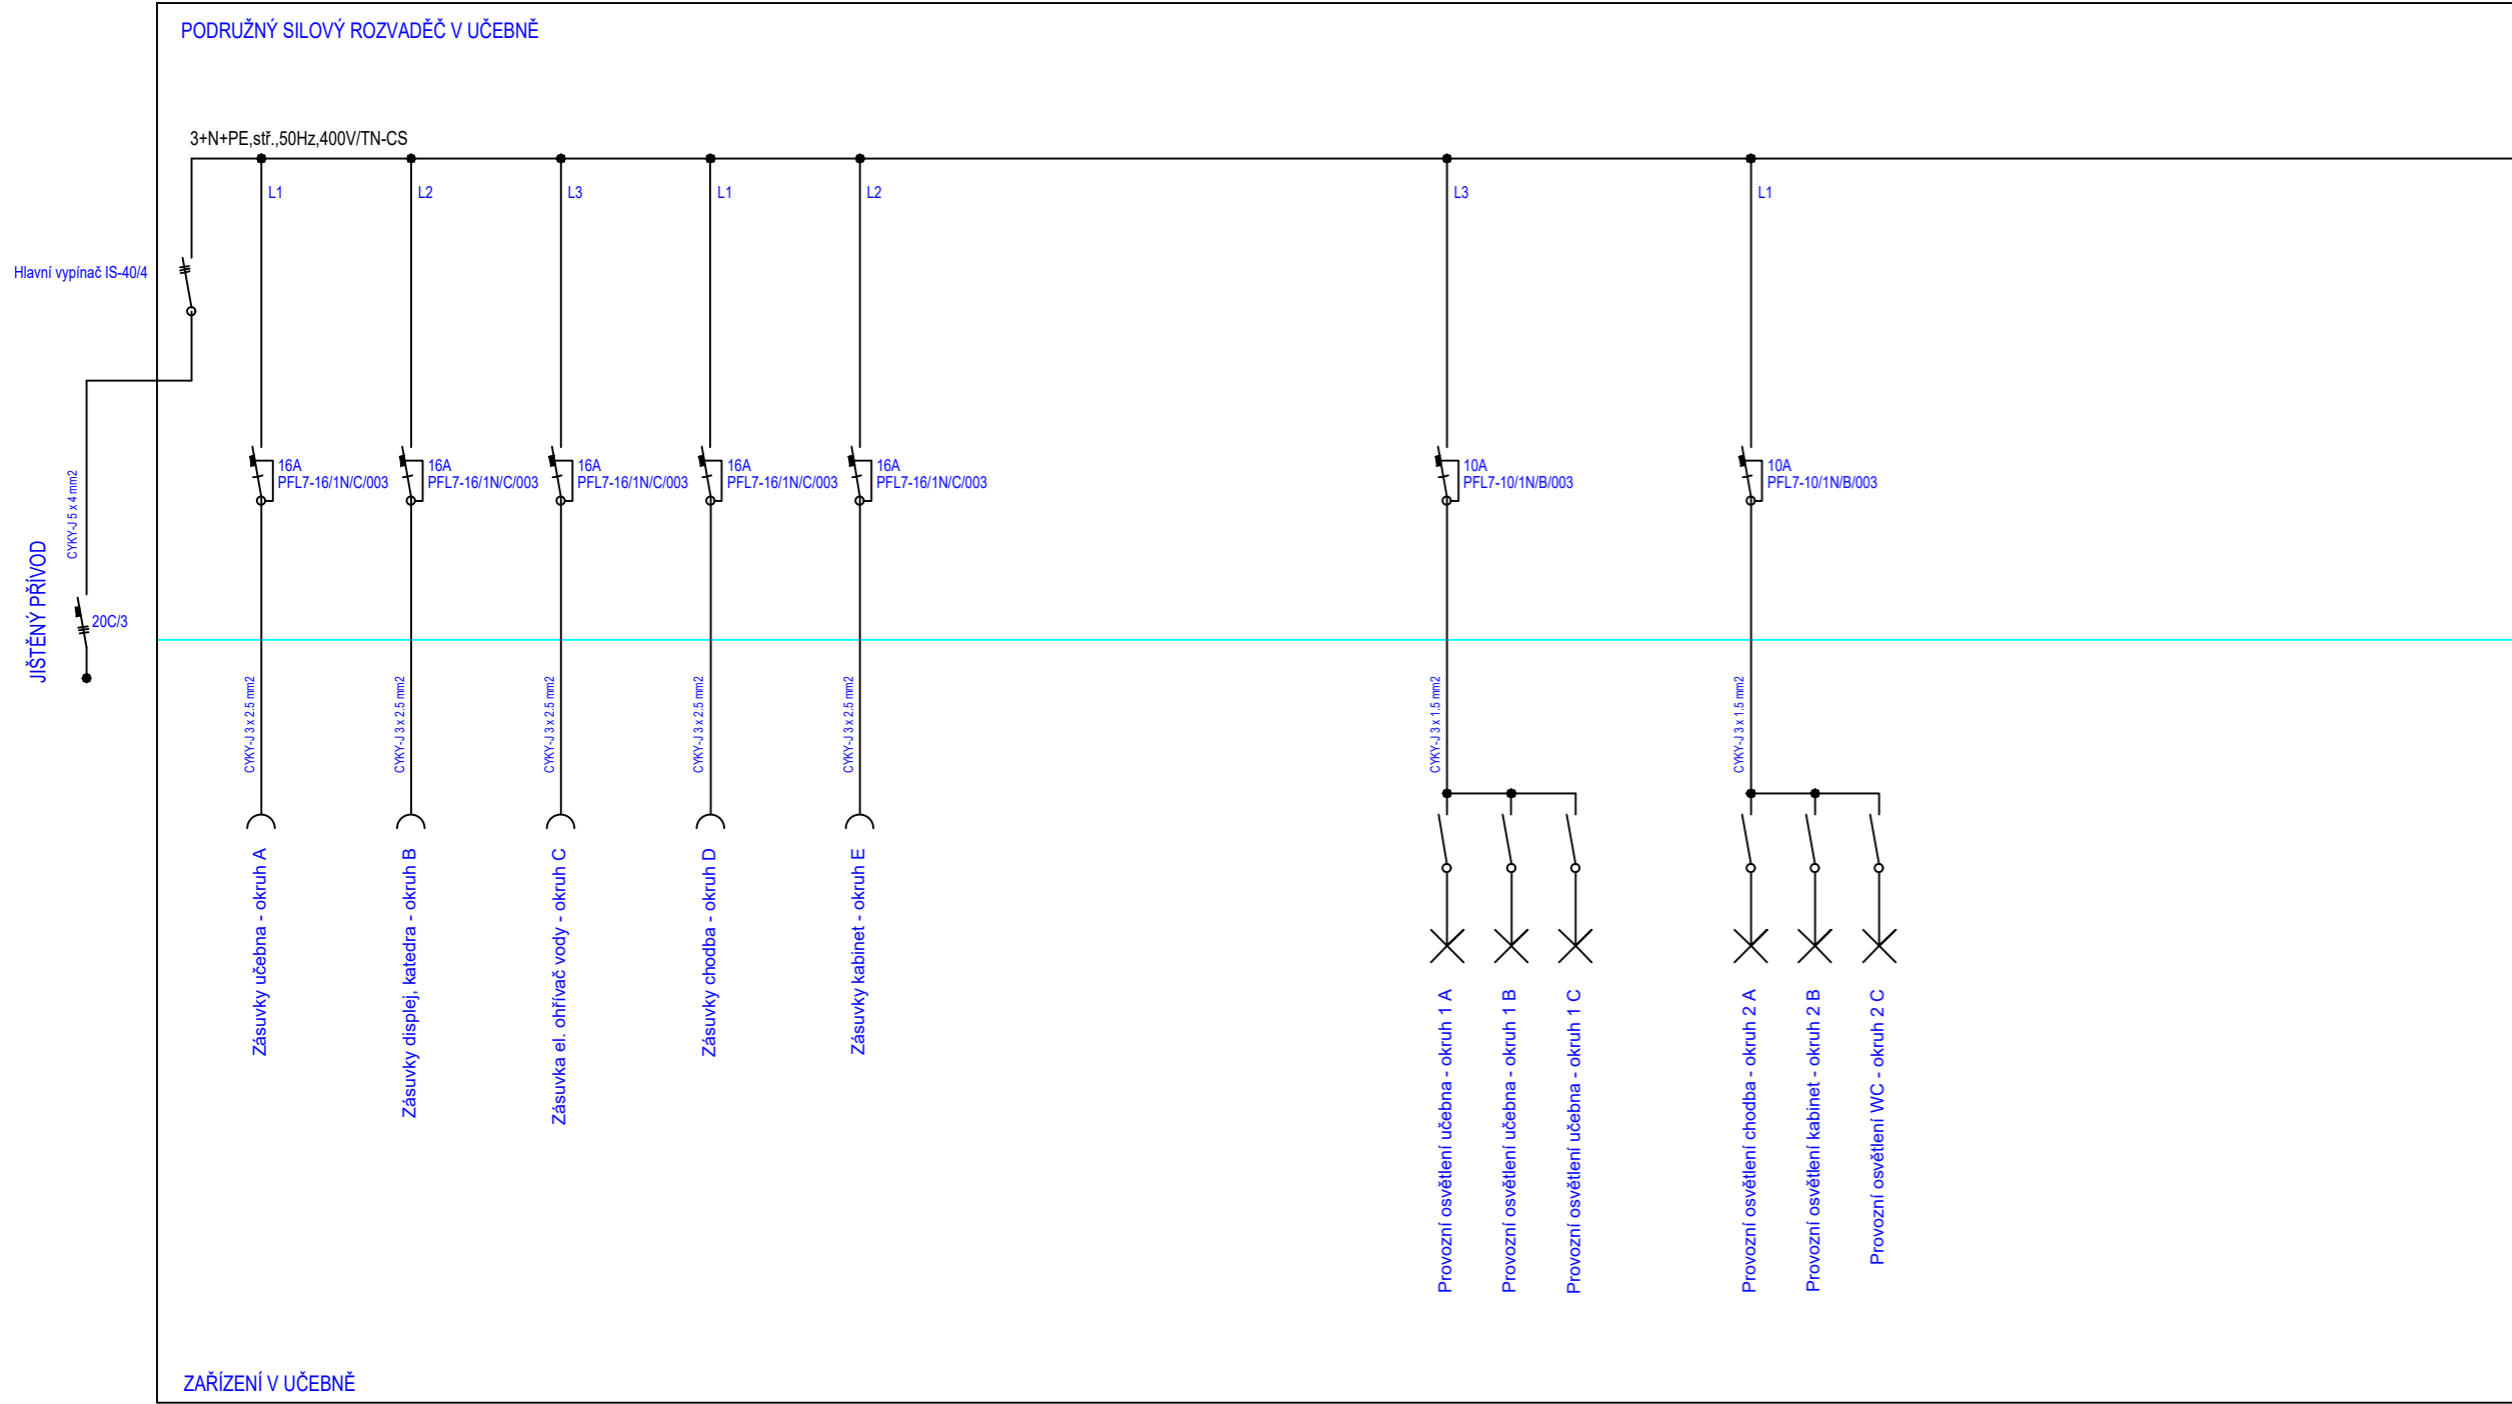 PODRUŽNÝ SILOVÝ ROZVADĚČ V UČEBNĚ
3+N+PE,stř.,50Hz,400V/TN-CS
L1
L2
L3
L1
L2
L3
L1
Hlavní vypínač IS-40/4
16A
PFL7-16/1N/C/003
16A
PFL7-16/1N/C/003
16A
PFL7-16/1N/C/003
16A
PFL7-16/1N/C/003
16A
PFL7-16/1N/C/003
10A
PFL7-10/1N/B/003
10A
PFL7-10/1N/B/003
JIŠTĚNÝ PŘÍVOD
CYKY-J 5 x 4 mm2
20C/3
CYKY-J 3 x 2.5 mm2
CYKY-J 3 x 2.5 mm2
CYKY-J 3 x 2.5 mm2
CYKY-J 3 x 2.5 mm2
CYKY-J 3 x 2.5 mm2
CYKY-J 3 x 1.5 mm2
CYKY-J 3 x 1.5 mm2
Zásuvky učebna - okruh A
Zásuvky displej, katedra - okruh B
Zásuvka el. ohřívač vody - okruh C
Zásuvky chodba - okruh D
Zásuvky kabinet - okruh E
Provozní osvětlení učebna - okruh 1 A
Provozní osvětlení učebna - okruh 1 B
Provozní osvětlení učebna - okruh 1 C
Provozní osvětlení chodba - okruh 2 A
Provozní osvětlení kabinet - okruh 2 B
Provozní osvětlení WC - okruh 2 C
ZAŘÍZENÍ V UČEBNĚ